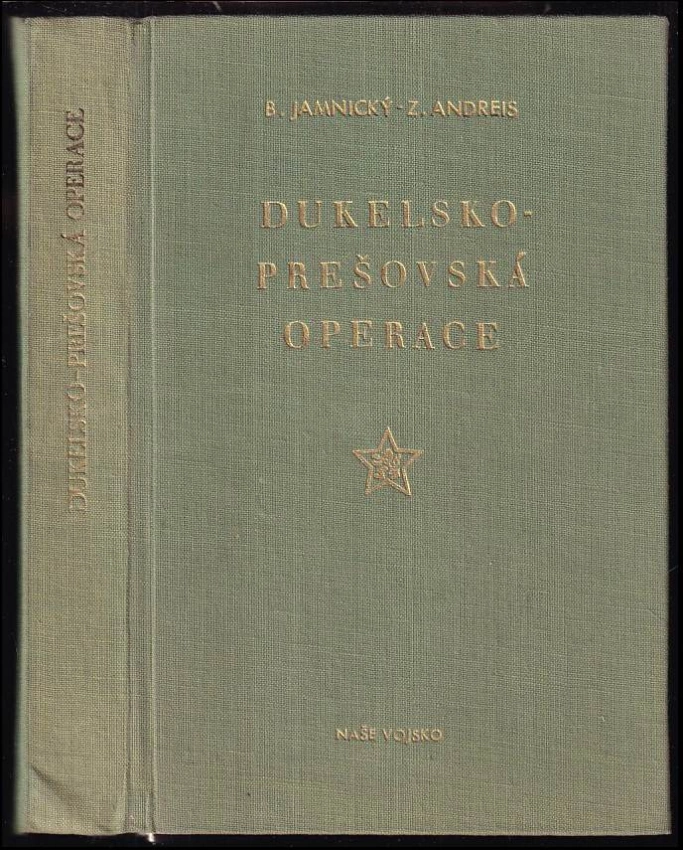 DUKELSKO-PREŠOVSKÁ OPERACE
B. JAMNICKÝ - Z. ANDREIS
DUKELSKO-
PREŠOVSKÁ
OPERACE
NAŠE VOJSKO